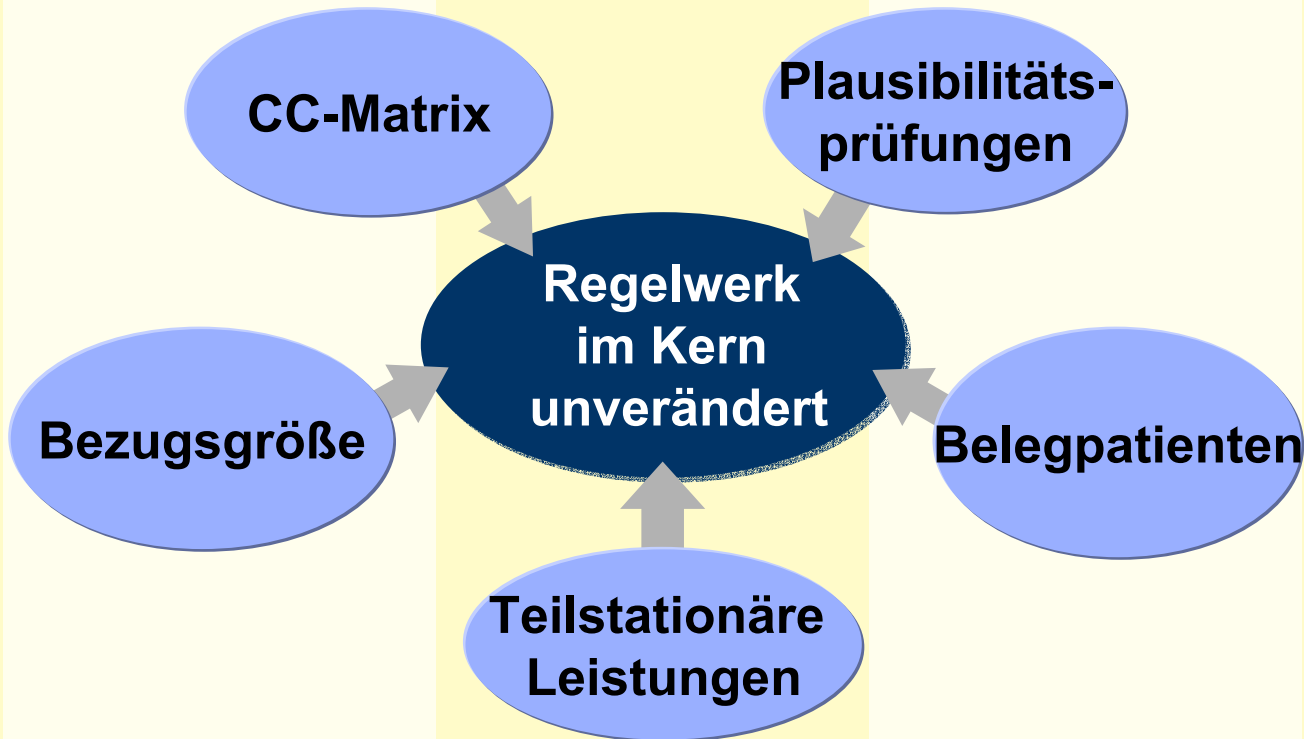 CC-Matrix
Plausibilitäts-
prüfungen
Regelwerk
im Kern
unverändert
Bezugsgröße
Belegpatienten
Teilstationäre
Leistungen